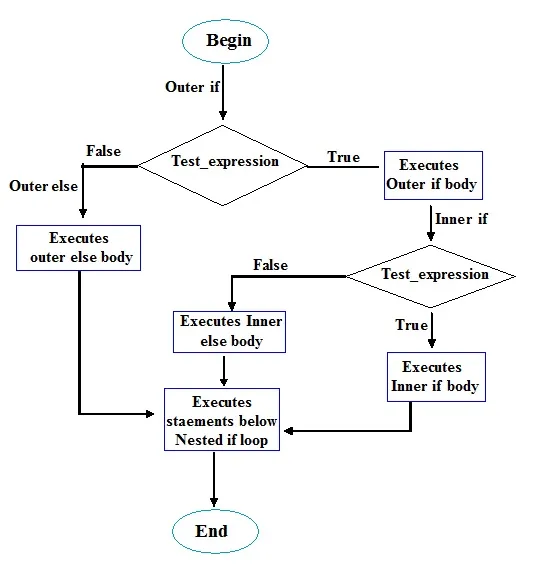 Begin
Outer if
False
Test_expression
True
Executes
Outer if body
Outer else
Executes
outer else body
Inner if
False
Test_expression
True
Executes Inner
else body
Executes
Inner if body
Executes
staements below
Nested if loop
End